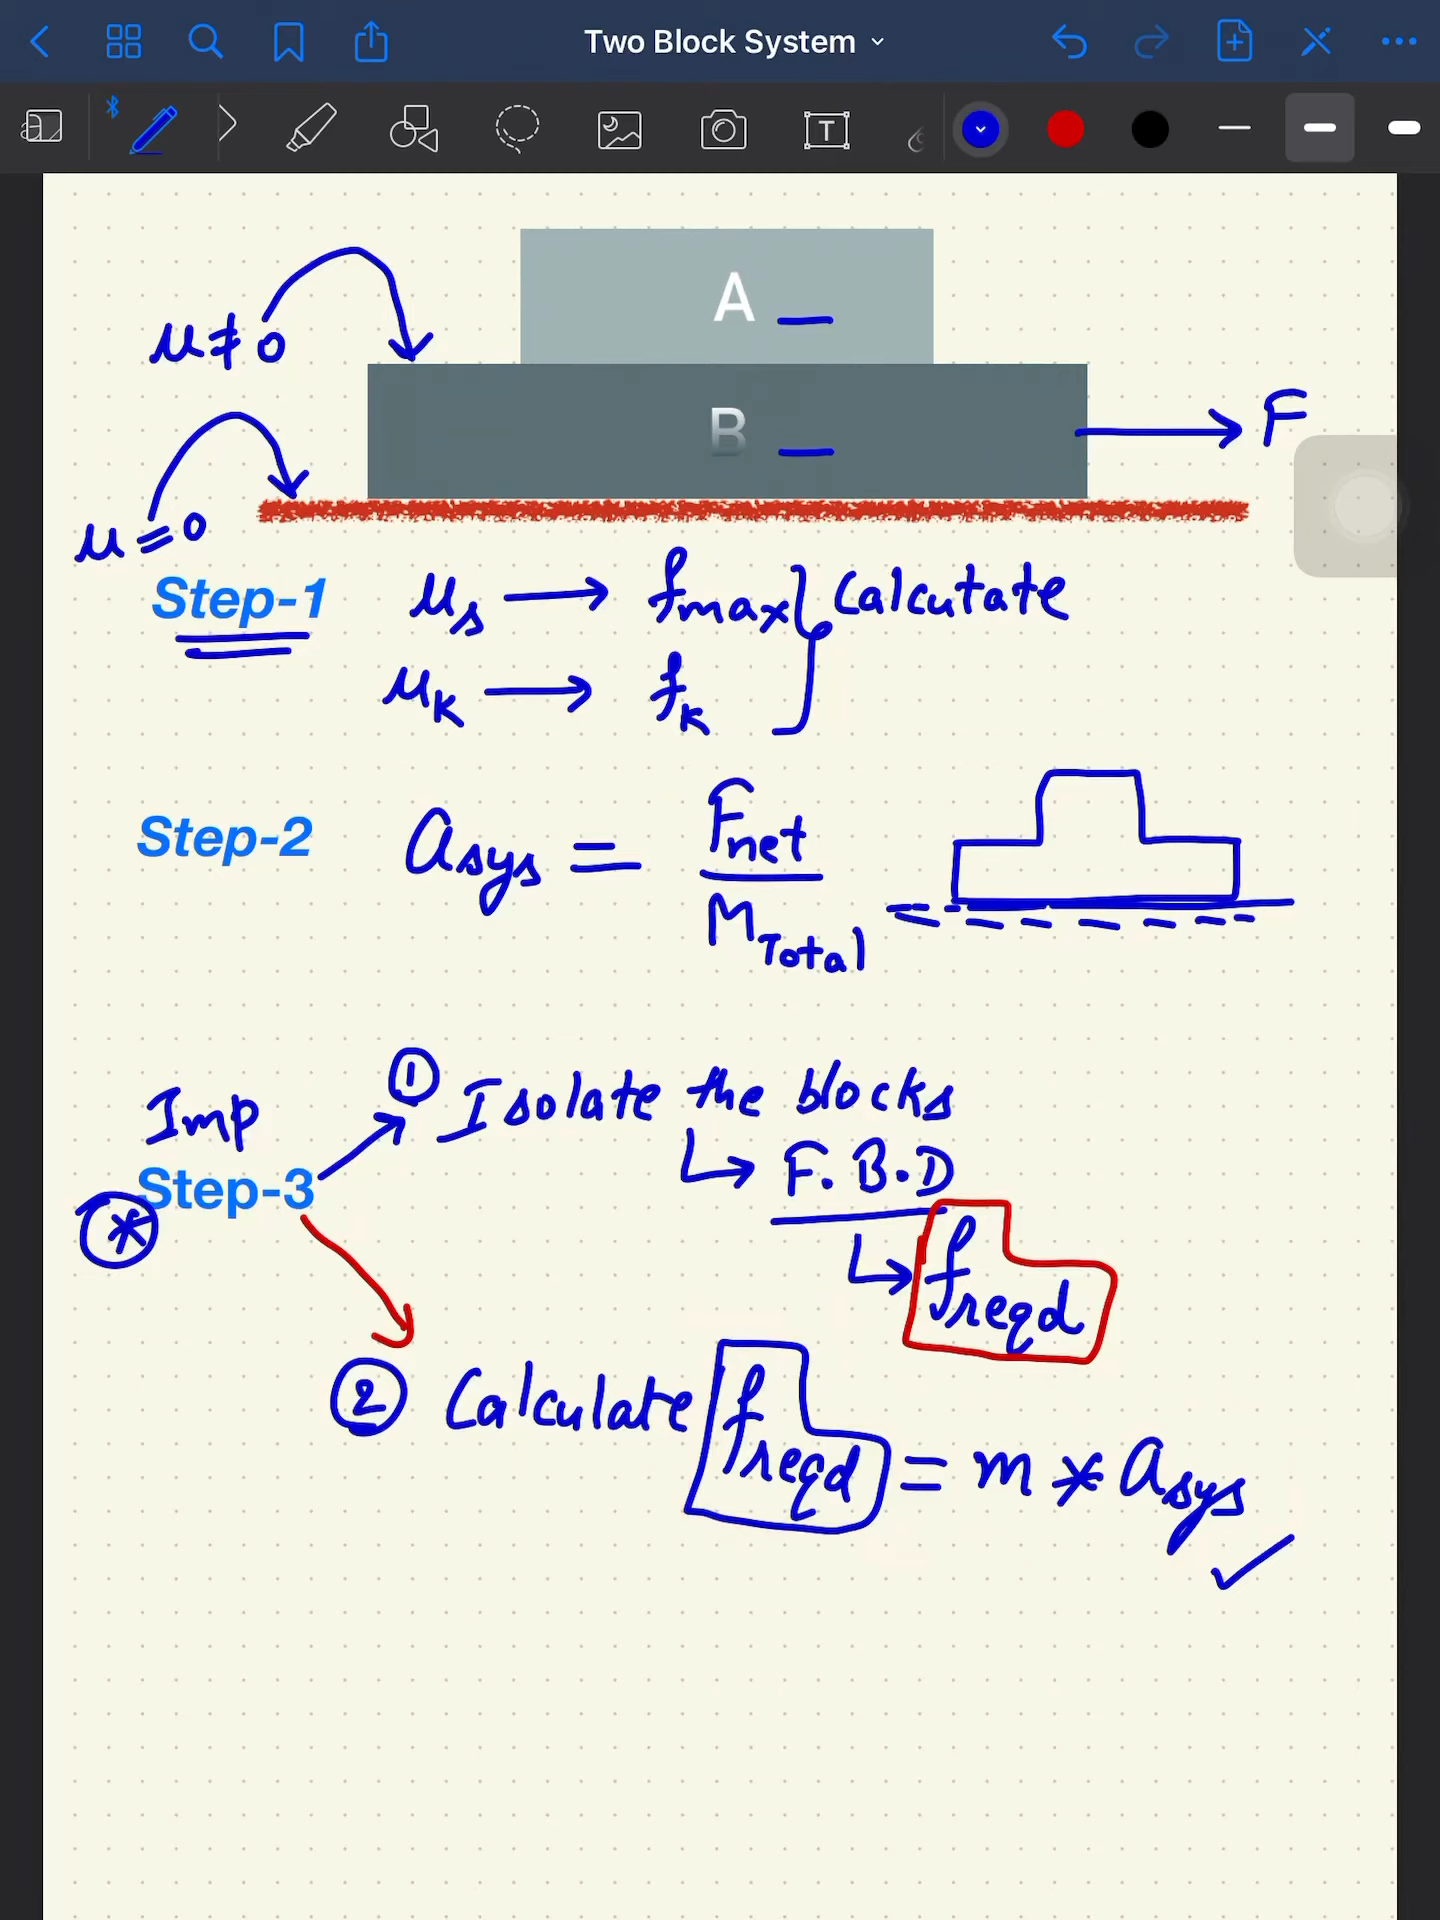 Two Block System
T
A
μ ≠ 0
B
F
μ = 0
Step-1
μs → fmax } Calcutate
μk → fk
Step-2
asys = Fnet / MTotal
① Isolate the blocks
Imp
F.B.D
Step-3
*
freqd
② Calculate freqd = m * asys ✓